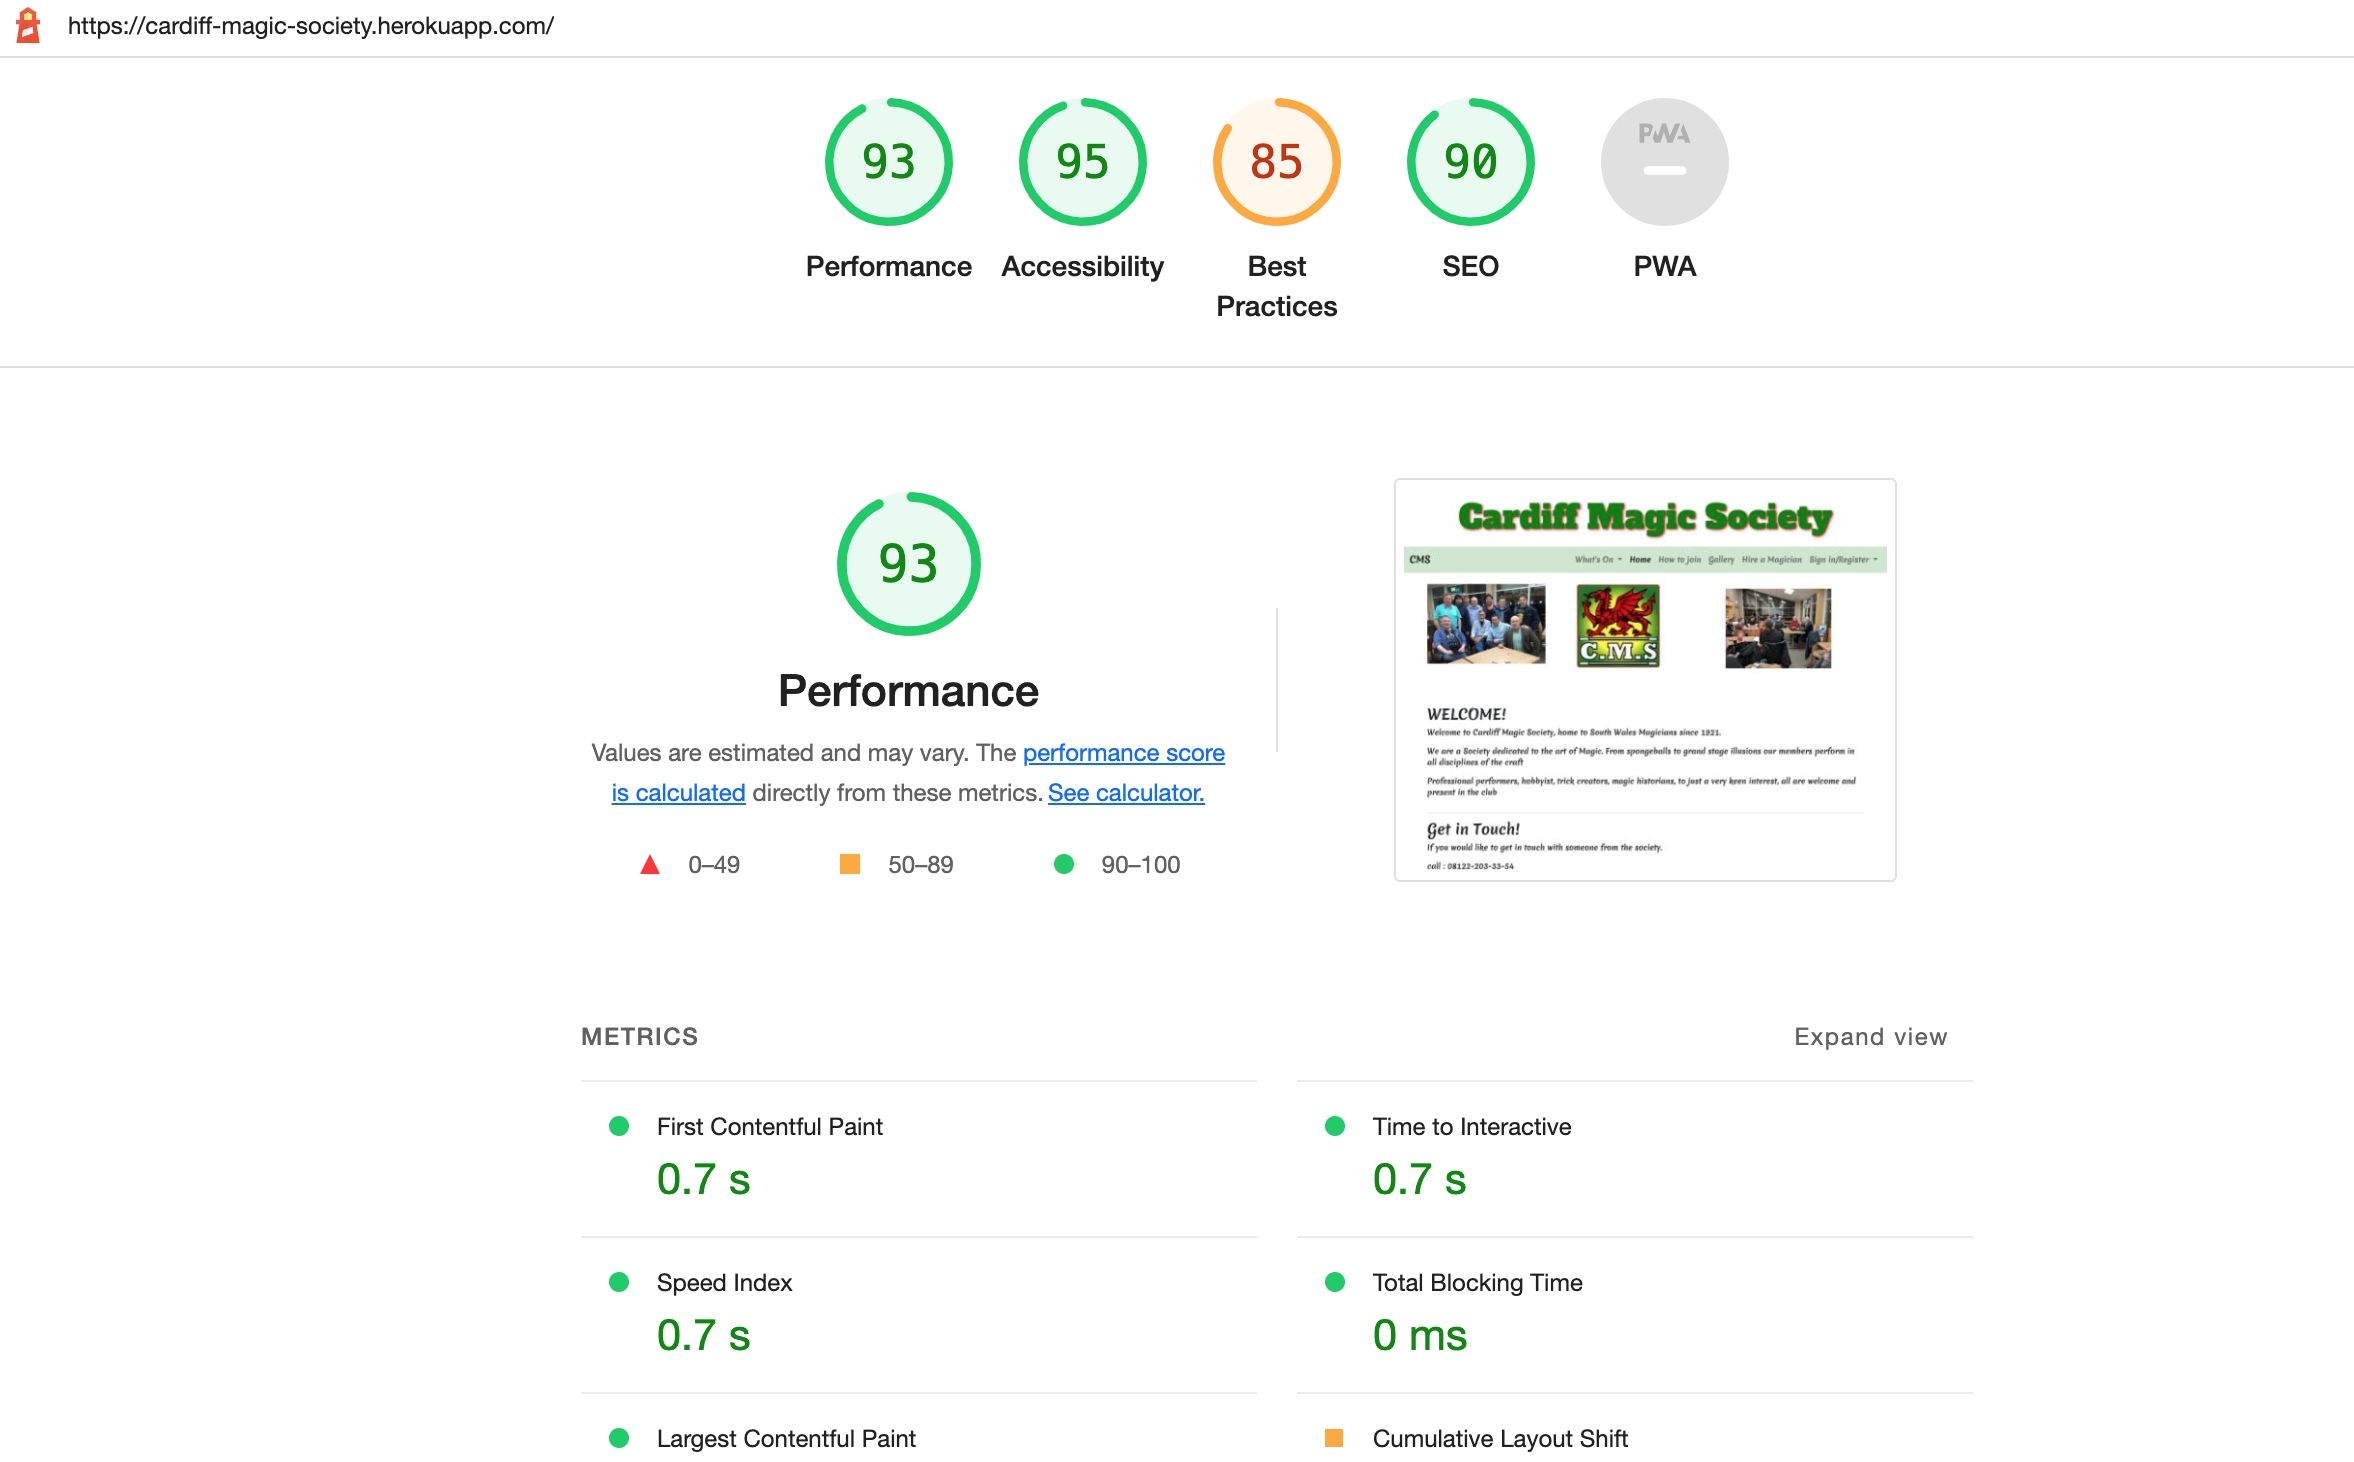 https://cardiff-magic-society.herokuapp.com/
93
95
85
90
PWA
Performance
Accessibility
Best
Practices
SEO
PWA
93
Performance
Values are estimated and may vary. The performance score
is calculated directly from these metrics. See calculator.
0–49
50–89
90–100
Cardiff Magic Society
CMS
What's On
Home
How to join
Gallery
Hire a Magician
Sign in/Register
C.M.S
WELCOME!
Welcome to Cardiff Magic Society, home to South Wales Magicians since 1921.
We are a Society dedicated to the art of Magic. From spongeballs to grand stage illusions our members perform in
all disciplines of the craft
Professional performers, hobbyist, trick creators, magic historians, to just a very keen interest, all are welcome and
present in the club
Get in Touch!
If you would like to get in touch with someone from the society.
call : 08122-203-33-54
METRICS
Expand view
First Contentful Paint
0.7 s
Time to Interactive
0.7 s
Speed Index
0.7 s
Total Blocking Time
0 ms
Largest Contentful Paint
Cumulative Layout Shift